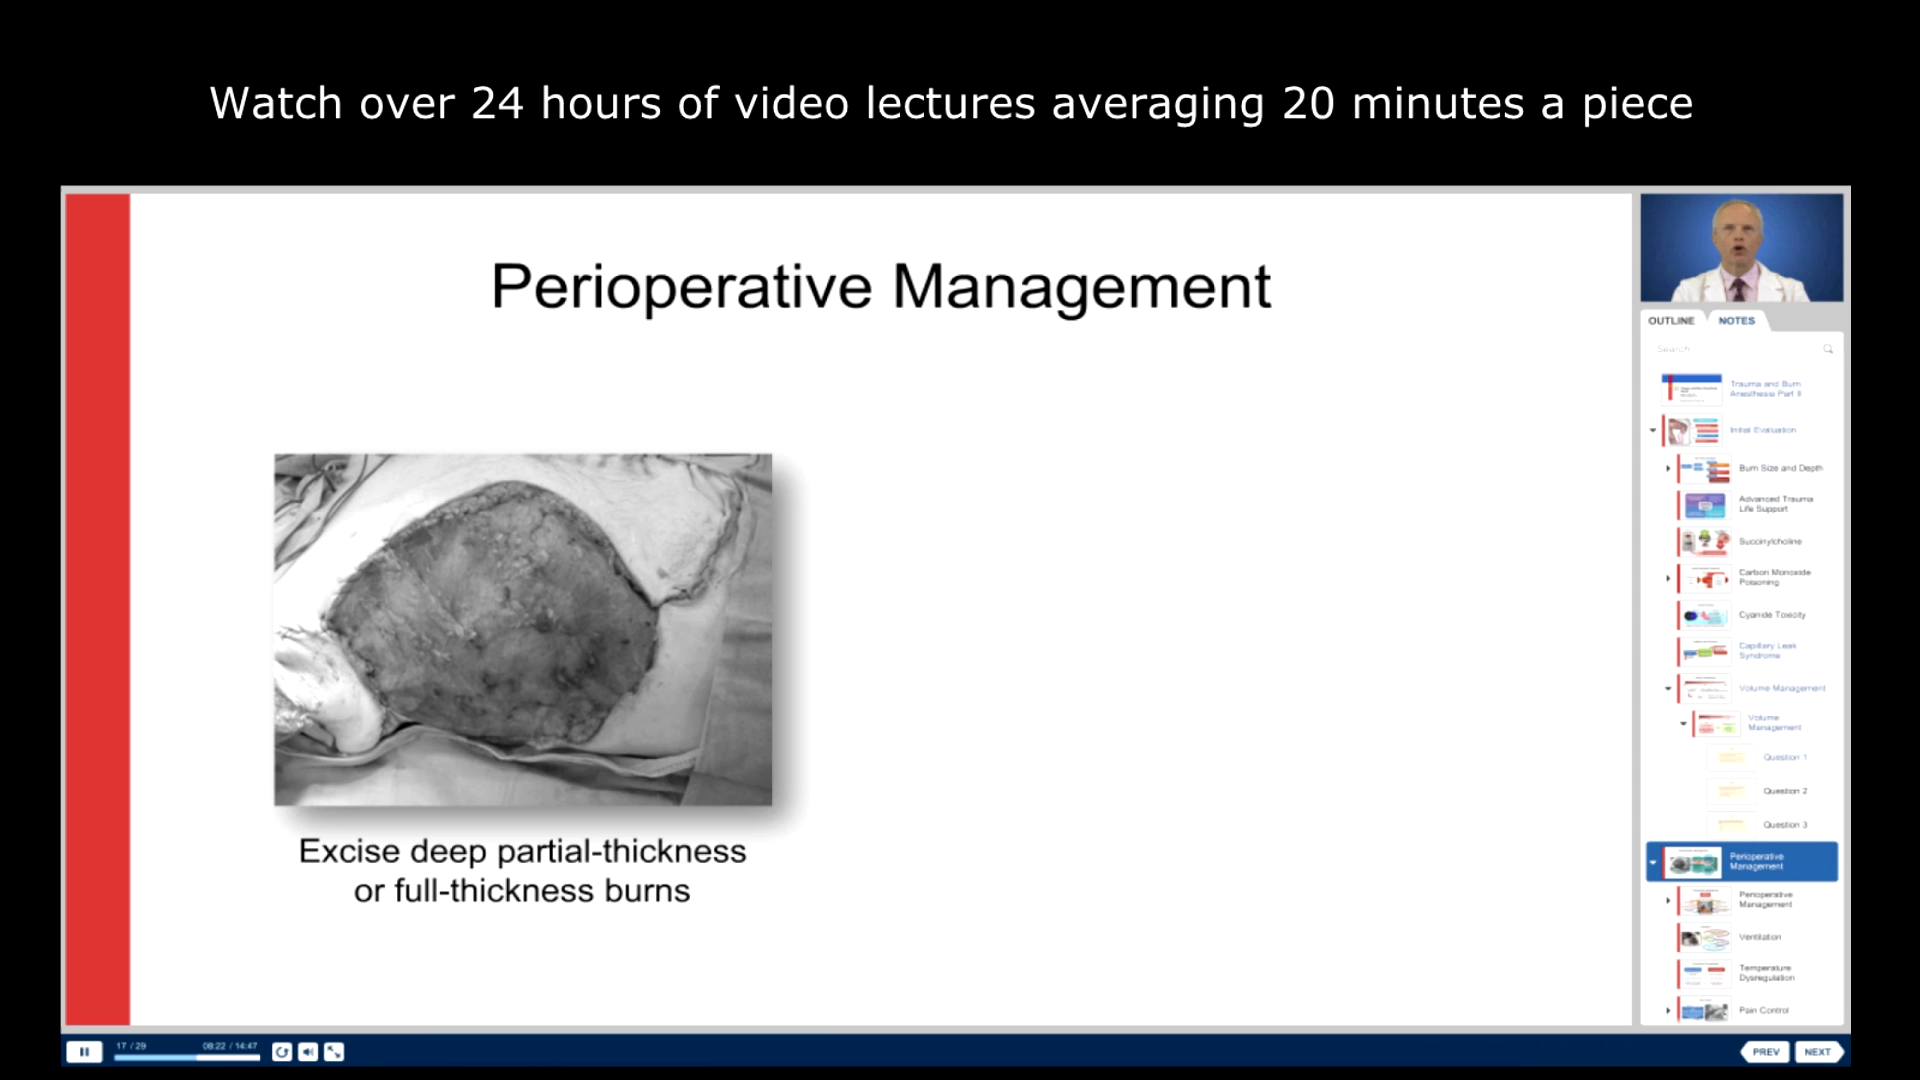 Watch over 24 hours of video lectures averaging 20 minutes a piece
Perioperative Management
Excise deep partial-thickness
or full-thickness burns
OUTLINE
NOTES
Search
Trauma and Burn
Anesthesia Part II
Initial Evaluation
Burn Size and Depth
Advanced Trauma
Life Support
Succinylcholine
Carbon Monoxide
Poisoning
Cyanide Toxicity
Capillary Leak
Syndrome
Volume Management
Volume
Management
Question 1
Question 2
Question 3
Perioperative
Management
Perioperative
Management
Ventilation
Temperature
Dysregulation
Pain Control
17 / 29
08:22 / 14:47
PREV
NEXT